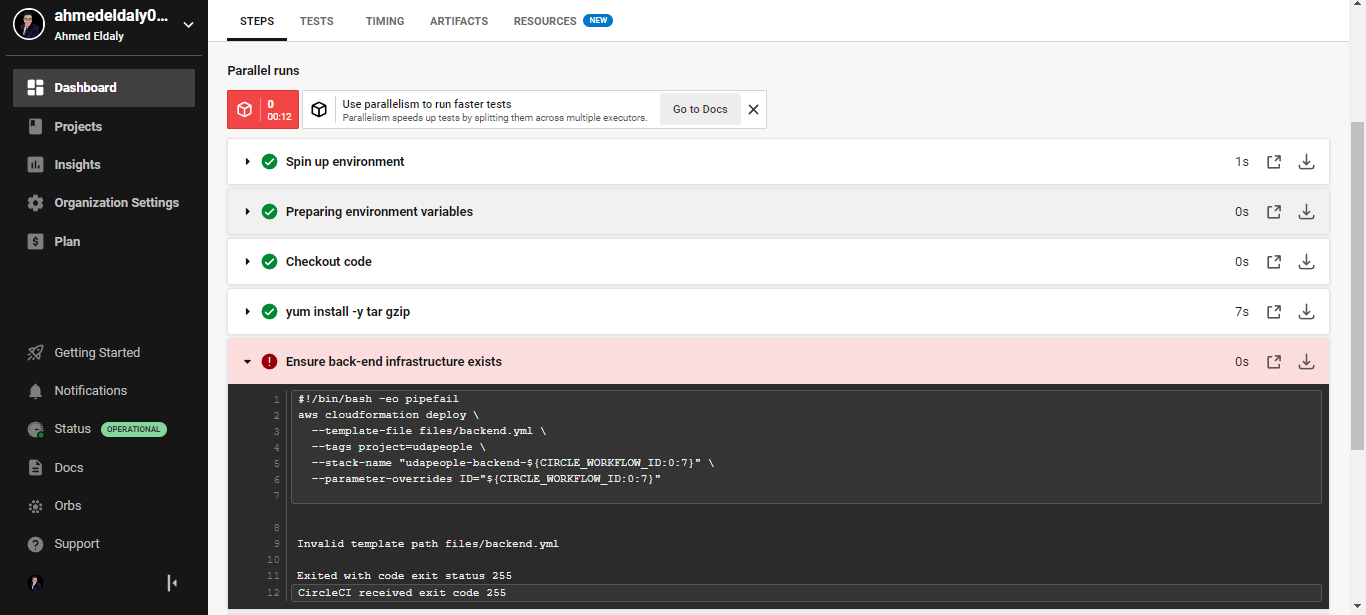 ahmedeldaly0...
Ahmed Eldaly
Dashboard
Projects
Insights
Organization Settings
$ Plan
Getting Started
Notifications
Status OPERATIONAL
Docs
Orbs
? Support
STEPS TESTS TIMING ARTIFACTS RESOURCES NEW
Parallel runs
0
00:12
Use parallelism to run faster tests
Parallelism speeds up tests by splitting them across multiple executors.
Go to Docs
Spin up environment 1s
Preparing environment variables 0s
Checkout code 0s
yum install -y tar gzip 7s
! Ensure back-end infrastructure exists 0s
1 #!/bin/bash -eo pipefail
2 aws cloudformation deploy \
3 --template-file files/backend.yml \
4 --tags project=udapeople \
5 --stack-name "udapeople-backend-${CIRCLE_WORKFLOW_ID:0:7}" \
6 --parameter-overrides ID="${CIRCLE_WORKFLOW_ID:0:7}"
7
8
9 Invalid template path files/backend.yml
10
11 Exited with code exit status 255
12 CircleCI received exit code 255